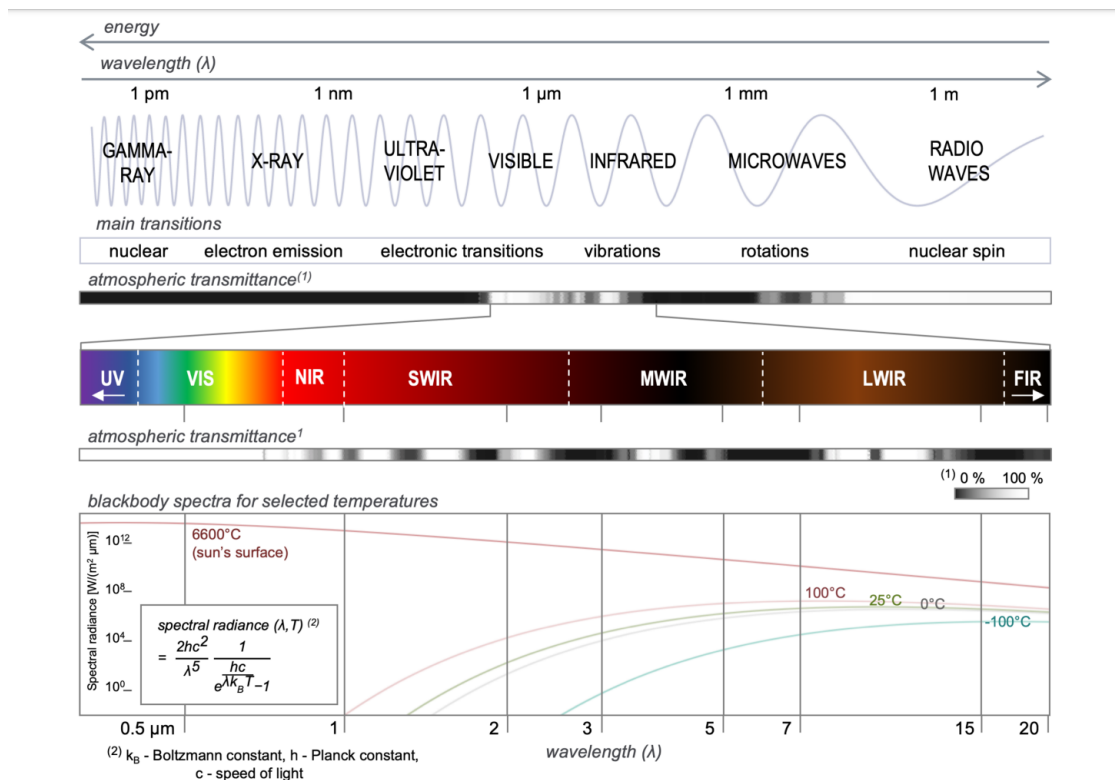 energy
wavelength (λ)
1 pm 1 nm 1 µm 1 mm 1 m
GAMMA-
RAY
X-RAY
ULTRA-
VIOLET
VISIBLE
INFRARED
MICROWAVES
RADIO
WAVES
main transitions
nuclear electron emission electronic transitions vibrations rotations nuclear spin
atmospheric transmittance(1)
UV VIS NIR SWIR MWIR LWIR FIR
atmospheric transmittance1
(1) 0 % 100 %
blackbody spectra for selected temperatures
Spectral radiance [W/(m² µm)]
10¹²
10⁸
10⁴
10⁰
6600°C
(sun's surface)
100°C
25°C
0°C
-100°C
spectral radiance (λ,T) (2)
= 2hc²/λ⁵ 1/(e^(hc/λk_BT)-1)
0.5 µm 1 2 3 5 7 15 20
wavelength (λ)
(2) k_B - Boltzmann constant, h - Planck constant,
c - speed of light